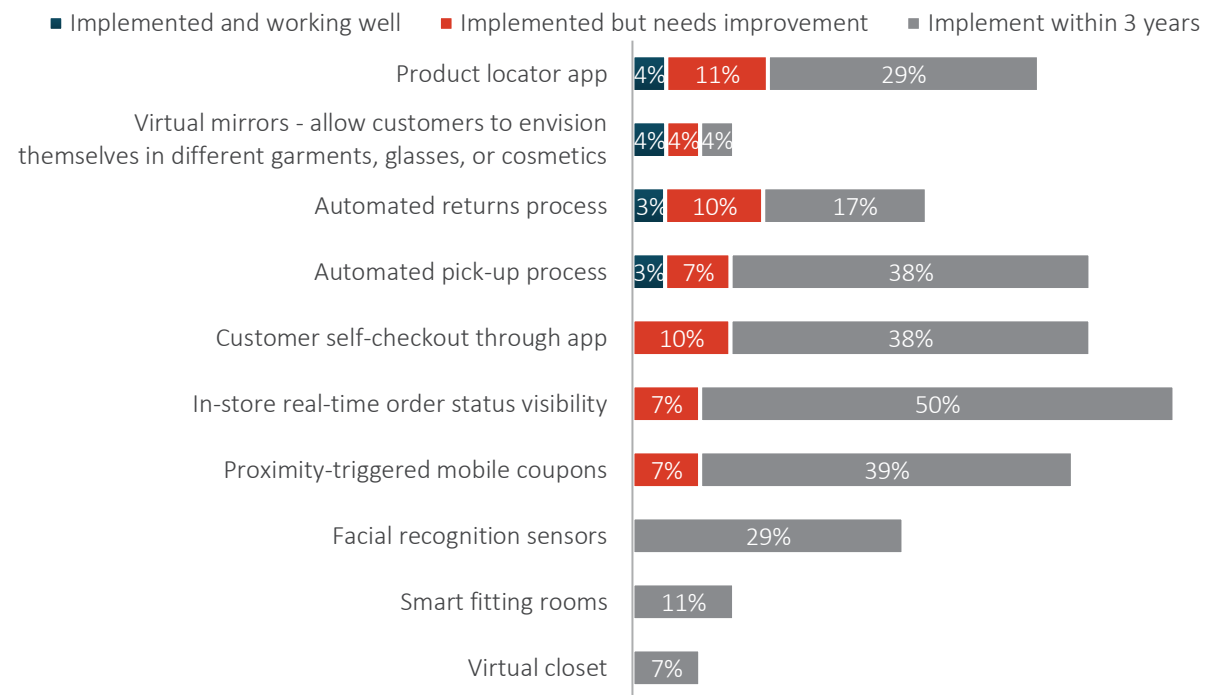 Implemented and working well Implemented but needs improvement Implement within 3 years
Product locator app 4% 11% 29%
Virtual mirrors - allow customers to envision
themselves in different garments, glasses, or cosmetics 4% 4% 4%
Automated returns process 3% 10% 17%
Automated pick-up process 3% 7% 38%
Customer self-checkout through app 10% 38%
In-store real-time order status visibility 7% 50%
Proximity-triggered mobile coupons 7% 39%
Facial recognition sensors 29%
Smart fitting rooms 11%
Virtual closet 7%